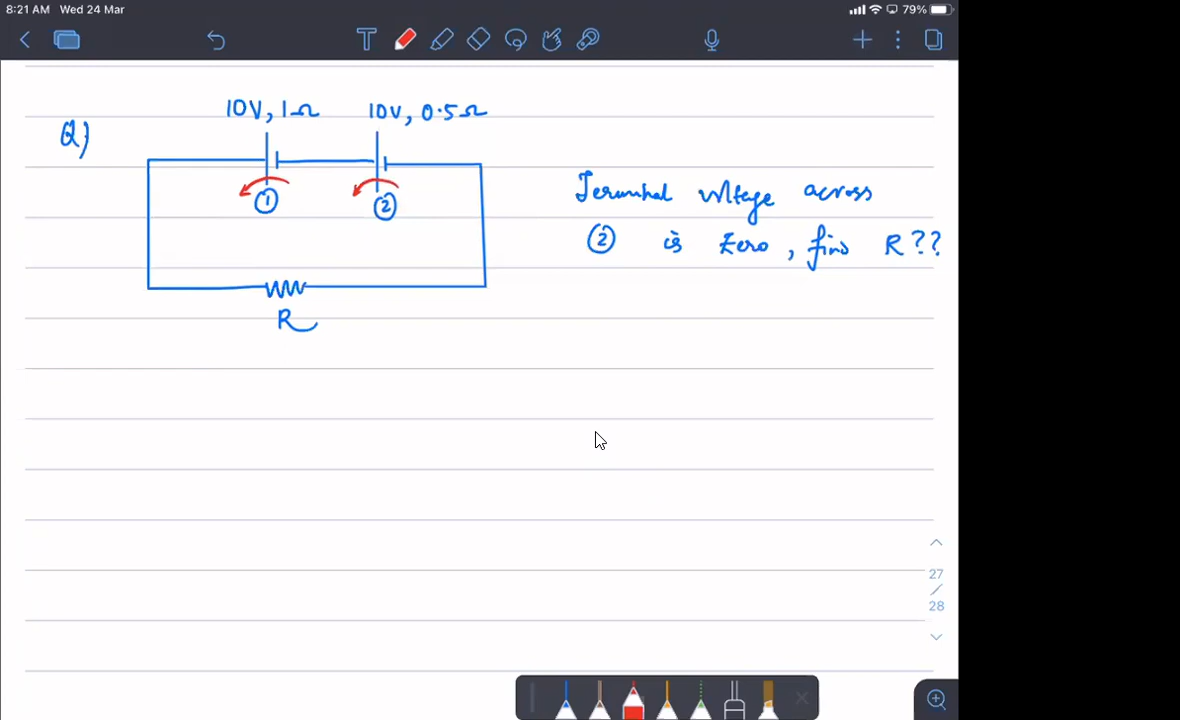 8:21 AM Wed 24 Mar
79%
Q)
10V, 1Ω
10V, 0.5Ω
①
②
R
Terminal voltage across
② is zero, find R??
27
/
28